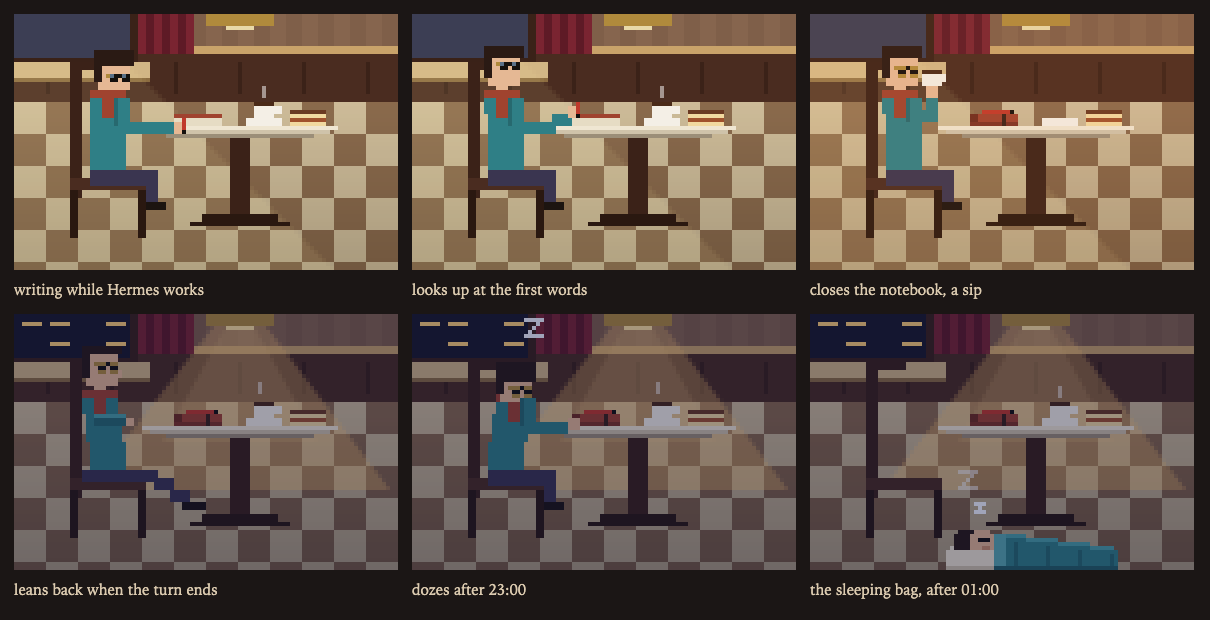 writing while Hermes works
looks up at the first words
closes the notebook, a sip
Z
leans back when the turn ends
dozes after 23:00
Z
Z
the sleeping bag, after 01:00